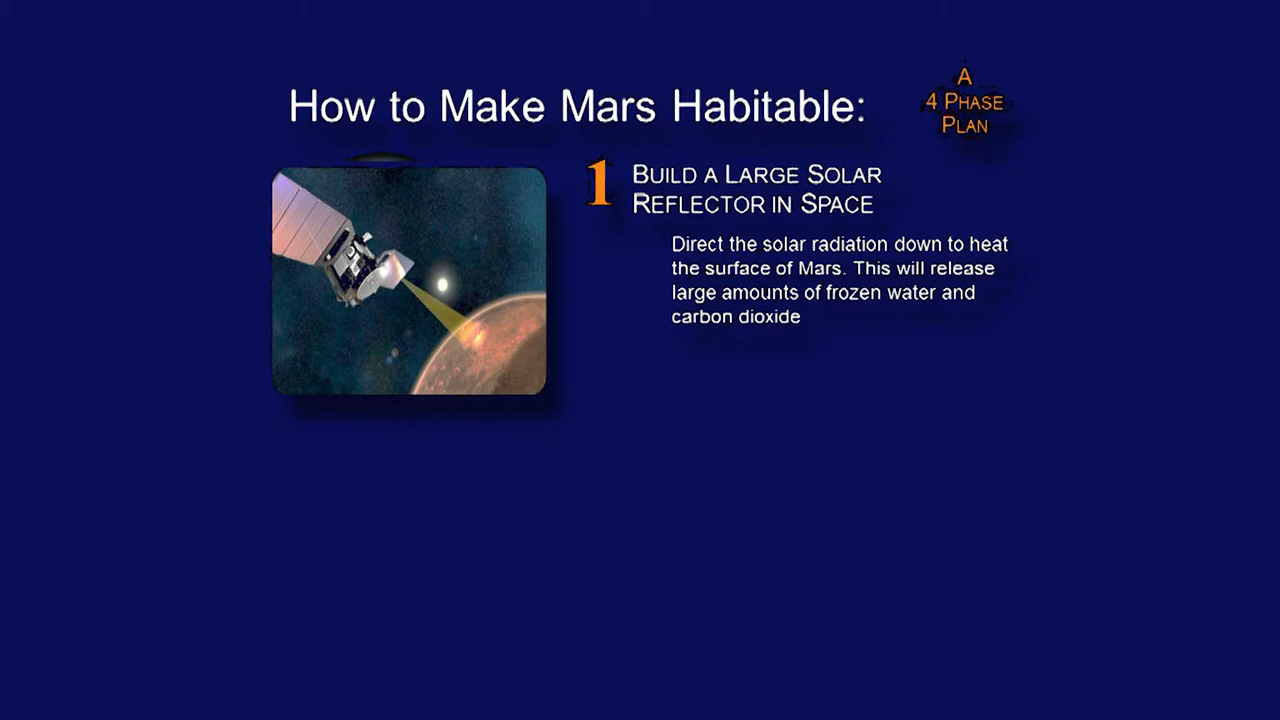 How to Make Mars Habitable:
A
4 PHASE
PLAN
1
BUILD A LARGE SOLAR
REFLECTOR IN SPACE
Direct the solar radiation down to heat
the surface of Mars. This will release
large amounts of frozen water and
carbon dioxide